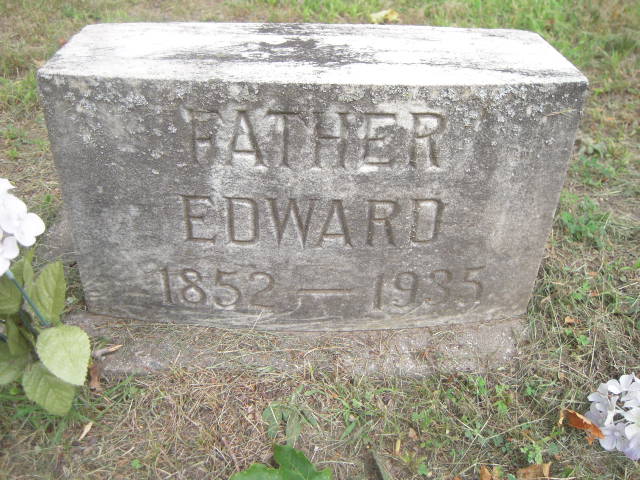 FATHER
EDWARD
1852 — 1935